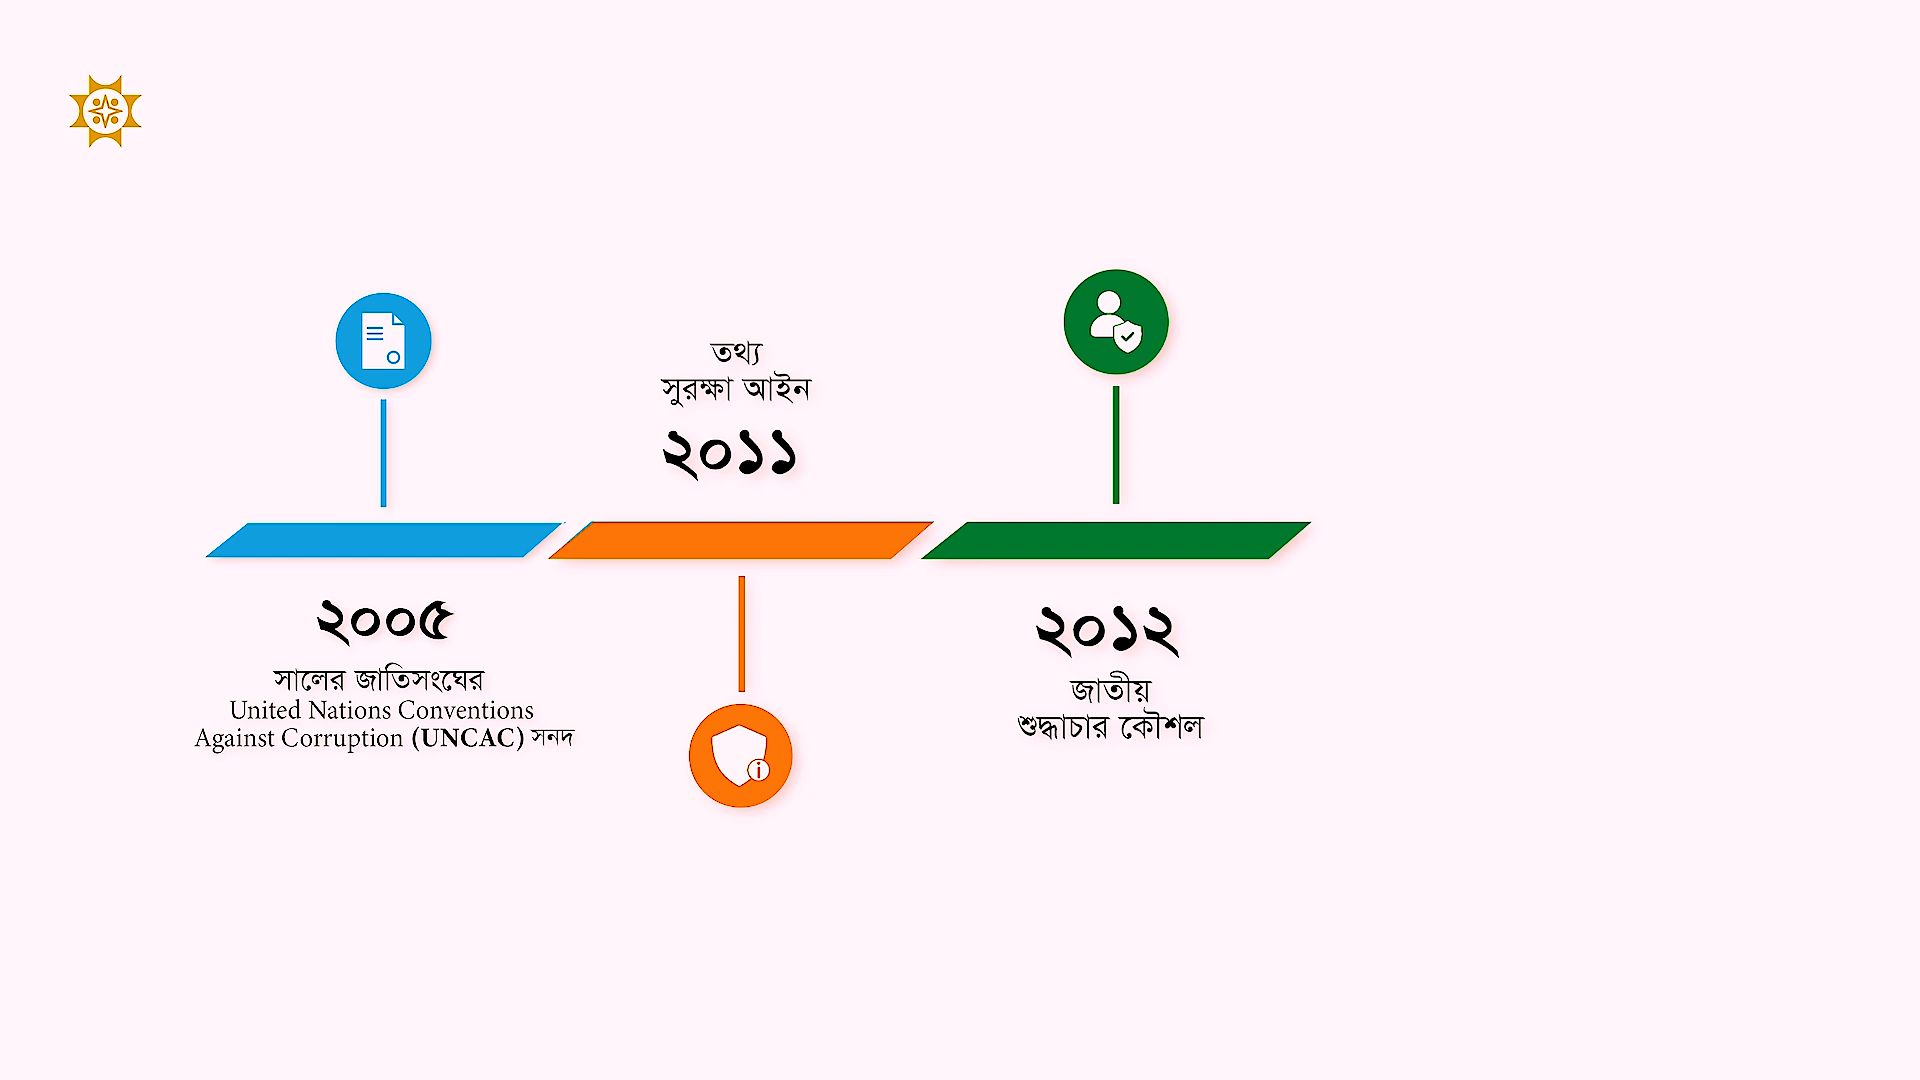 ২০০৫
সালের জাতিসংঘের
United Nations Conventions
Against Corruption (UNCAC) সনদ
তথ্য
সুরক্ষা আইন
২০১১
২০১২
জাতীয়
শুদ্ধাচার কৌশল